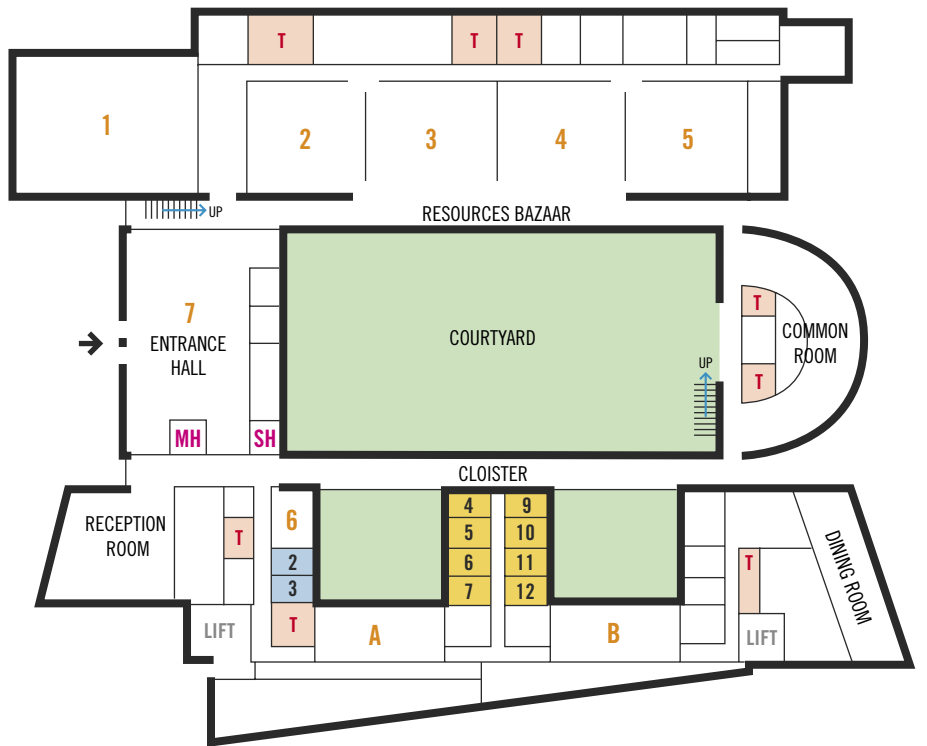 T T T
1 2 3 4 5
UP
RESOURCES BAZAAR
7
ENTRANCE
HALL
COURTYARD
UP
T
COMMON
ROOM
T
MH SH
CLOISTER
RECEPTION
ROOM
T
6
2
3
T
4 9
5 10
6 11
7 12
T
DINING ROOM
LIFT
A
B
LIFT